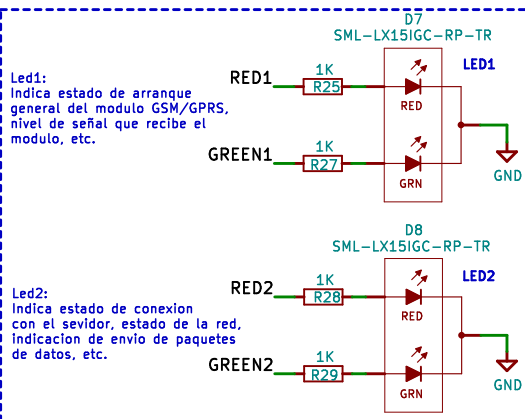 D7
SML-LX15IGC-RP-TR
LED1
Led1:
Indica estado de arranque
general del modulo GSM/GPRS,
nivel de señal que recibe el
modulo, etc.
RED1
1K
R25
RED
GREEN1
1K
R27
GRN
GND
D8
SML-LX15IGC-RP-TR
LED2
Led2:
Indica estado de conexion
con el sevidor, estado de la red,
indicacion de envio de paquetes
de datos, etc.
RED2
1K
R28
RED
GREEN2
1K
R29
GRN
GND